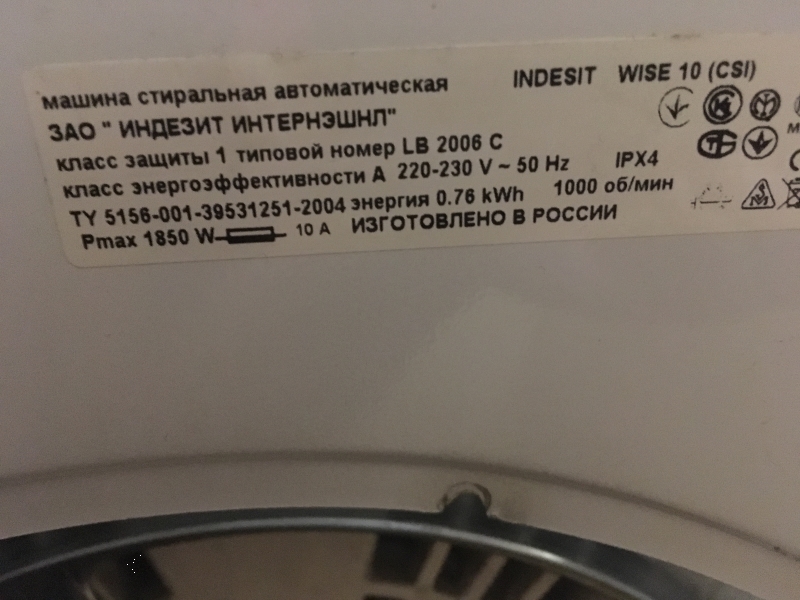 машина стиральная автоматическая INDESIT WISE 10 (CSI)
ЗАО " ИНДЕЗИТ ИНТЕРНЭШНЛ"
класс защиты 1 типовой номер LB 2006 C
класс энергоэффективности А 220-230 V ~ 50 Hz IPX4
ТУ 5156-001-39531251-2004 энергия 0.76 kWh 1000 об/мин
Pmax 1850 W 10 A ИЗГОТОВЛЕНО В РОССИИ